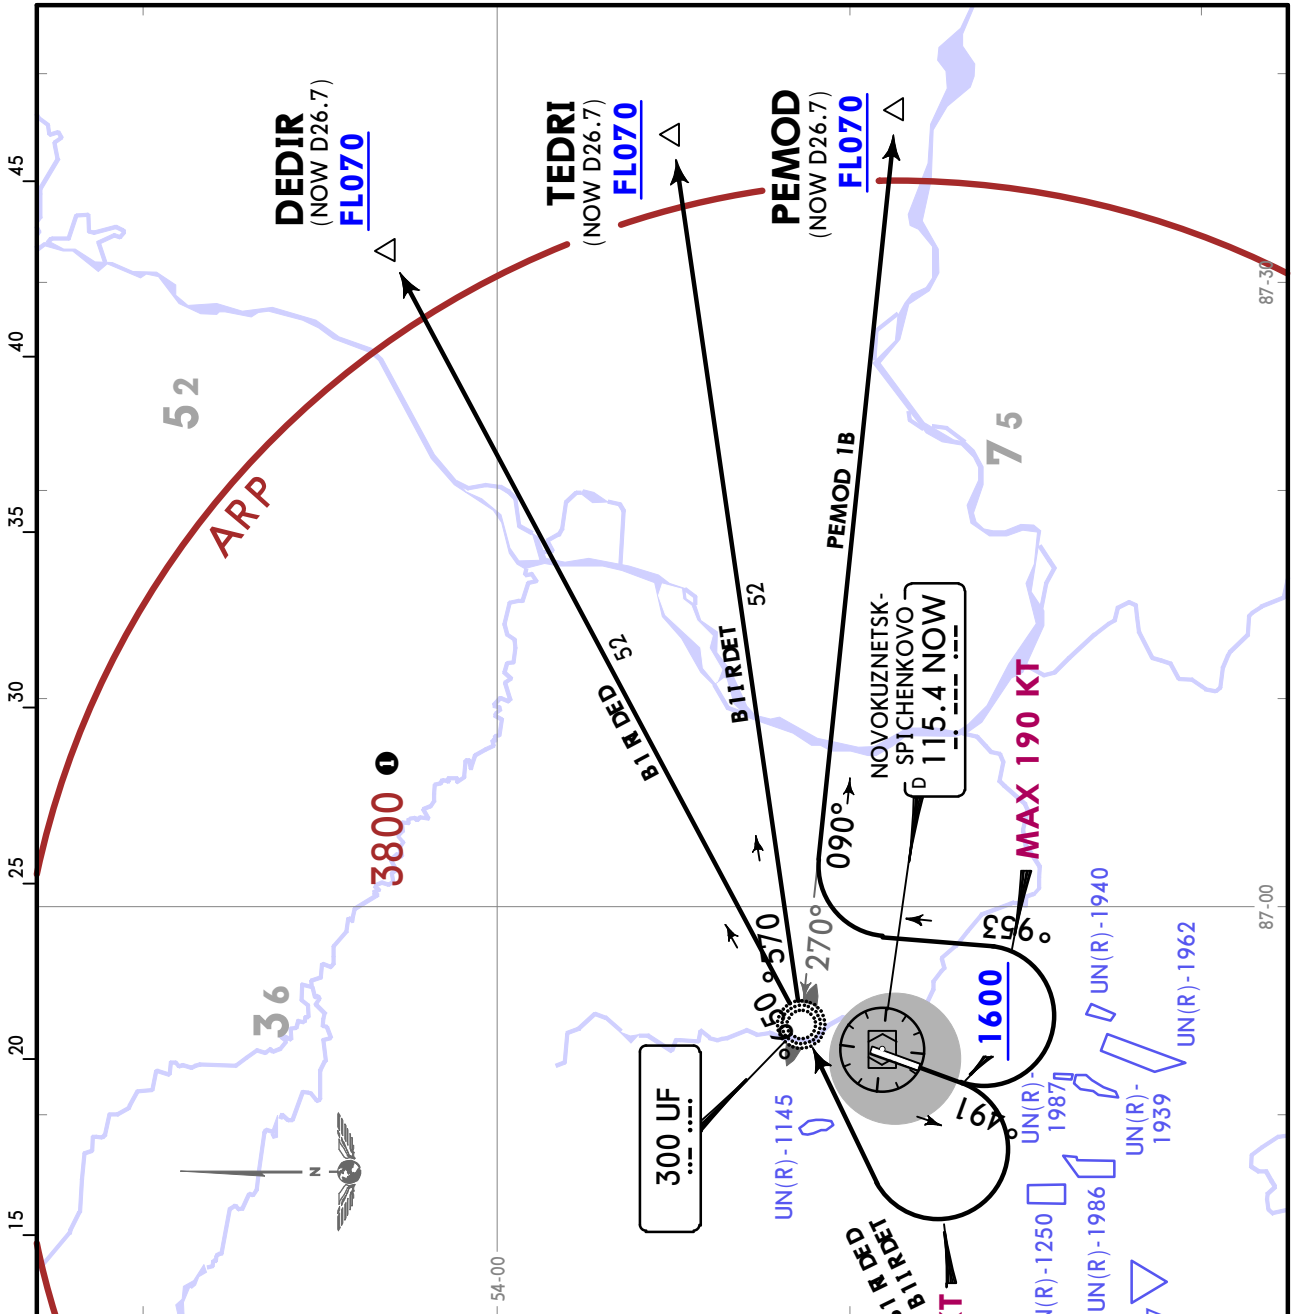 DEDIR
(NOW D26.7)
FL070
TEDRI
(NOW D26.7)
FL070
PEMOD
(NOW D26.7)
FL070
45
40
35
30
25
20
15
52
ARP
75
87-30
PEMOD 1B
52
52
NOVOKUZNETSK-
SPICHENKOVO
D 115.4 NOW
MAX 190 KT
3800 1
090°
270°
36
1600
300 UF
UN(R)-1145
UN(R)-1940
UN(R)-1962
UN(R)-
1987
UN(R)-
1939
UN(R)-1986
N
54-00
87-00